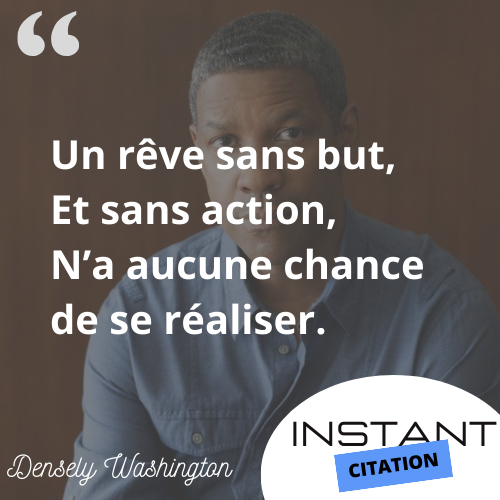 “
Un rêve sans but,
Et sans action,
N’a aucune chance
de se réaliser.
Densely Washington
INSTANT
CITATION